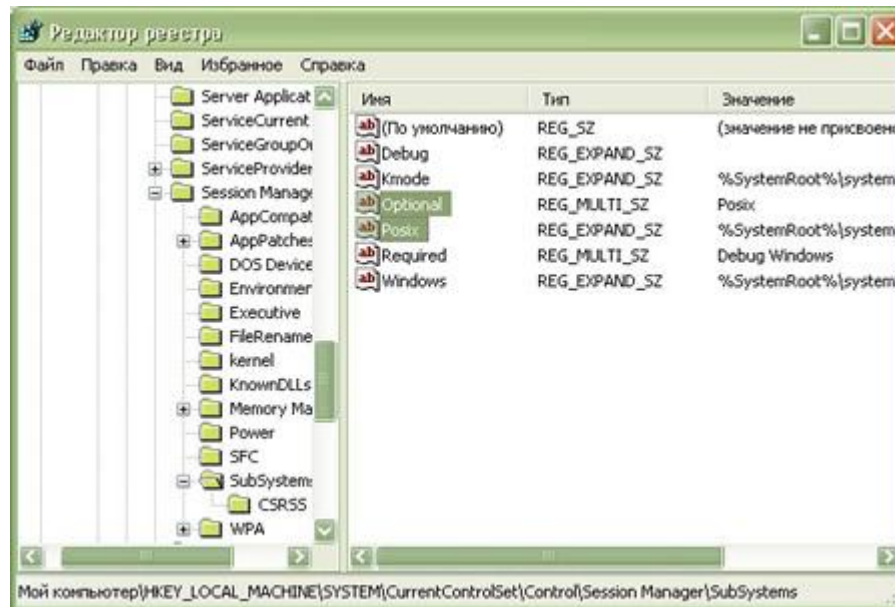 Редактор реестра
Файл Правка Вид Избранное Справка
Server Applicat
ServiceCurrent
ServiceGroupOr
ServiceProvider
Session Manage
AppCompat
AppPatches
DOS Device
Environmen
Executive
FileRename
kernel
KnownDLLs
Memory Ma
Power
SFC
SubSystems
CSRSS
WPA
Имя Тип Значение
(По умолчанию) REG_SZ (значение не присвоено
Debug REG_EXPAND_SZ
Kmode REG_EXPAND_SZ %SystemRoot%\system
Optional REG_MULTI_SZ Posix
Posix REG_EXPAND_SZ %SystemRoot%\system
Required REG_MULTI_SZ Debug Windows
Windows REG_EXPAND_SZ %SystemRoot%\system
Мой компьютер\HKEY_LOCAL_MACHINE\SYSTEM\CurrentControlSet\Control\Session Manager\SubSystems